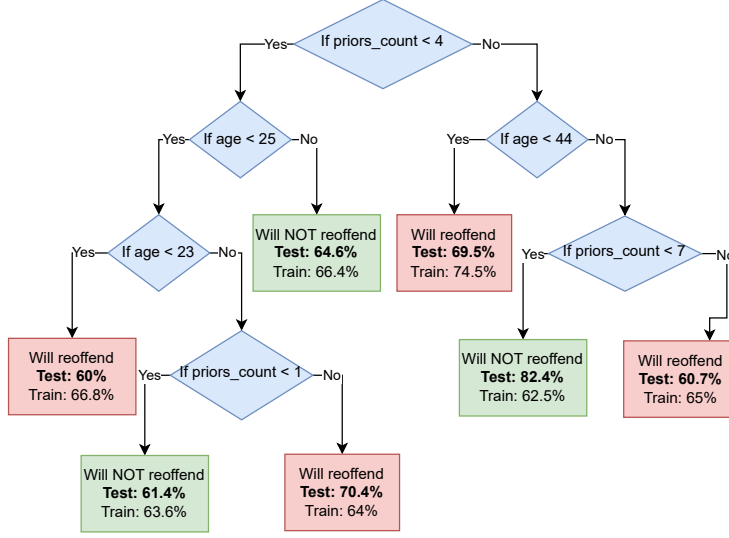 If priors_count < 4
Yes
No
If age < 25
If age < 44
Yes
No
Yes
No
If age < 23
Will NOT reoffend
Test: 64.6%
Train: 66.4%
Will reoffend
Test: 69.5%
Train: 74.5%
If priors_count < 7
Yes
No
Yes
No
Will reoffend
Test: 60%
Train: 66.8%
If priors_count < 1
Yes
No
Will NOT reoffend
Test: 82.4%
Train: 62.5%
Will reoffend
Test: 60.7%
Train: 65%
Will NOT reoffend
Test: 61.4%
Train: 63.6%
Will reoffend
Test: 70.4%
Train: 64%